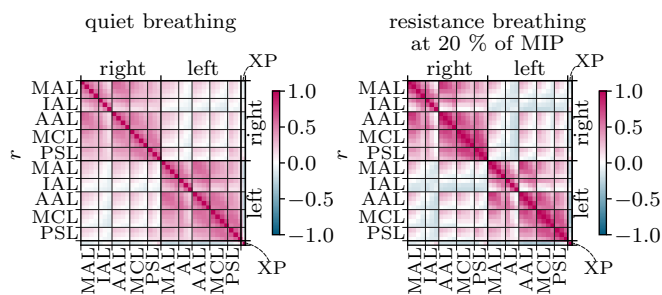 quiet breathing
resistance breathing
at 20 % of MIP
XP
XP
right
left
right
left
MAL
IAL
AAL
MCL
PSL
MAL
IAL
AAL
MCL
PSL
r
right
left
1.0
0.5
0.0
−0.5
−1.0
MAL
IAL
AAL
MCL
PSL
MAL
IAL
AAL
MCL
PSL
r
right
left
1.0
0.5
0.0
−0.5
−1.0
MAL
IAL
AAL
MCL
PSL
MAL
AL
AAL
MCL
PSL
XP
MAL
IAL
AAL
MCL
PSL
MAL
AL
AAL
MCL
PSL
XP